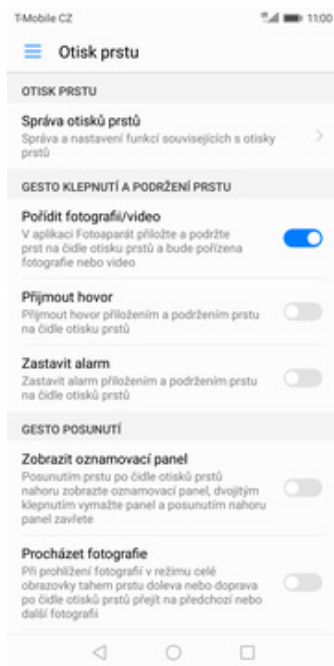 T-Mobile CZ 11:00
Otisk prstu
OTISK PRSTU
Správa otisků prstů
Správa a nastavení funkcí souvisejících s otisky
prstů
GESTO KLEPNUTÍ A PODRŽENÍ PRSTU
Pořídit fotografii/video
V aplikaci Fotoaparát přiložte a podržte
prst na čidle otisku prstů a bude pořízena
fotografie nebo video
Přijmout hovor
Přijmout hovor přiložením a podržením prstu
na čidle otisku prstů
Zastavit alarm
Zastavit alarm přiložením a podržením prstu
na čidle otisků prstů
GESTO POSUNUTÍ
Zobrazit oznamovací panel
Posunutím prstu po čidle otisků prstů
nahoru zobrazte oznamovací panel, dvojitým
klepnutím vymažte panel a posunutím nahoru
panel zavřete
Procházet fotografie
Při prohlížení fotografií v režimu celé
obrazovky tahem prstu doleva nebo doprava
po čidle otisků prstů přejít na předchozí nebo
další fotografii